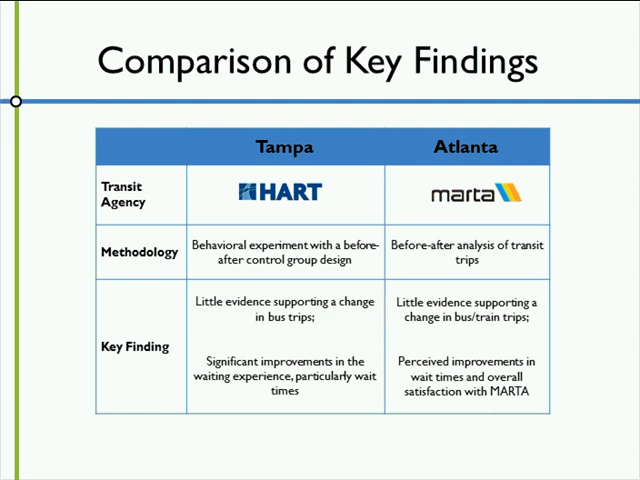 Comparison of Key Findings
Tampa
Atlanta
Transit
Agency
HART
marta
Methodology
Behavioral experiment with a before-
after control group design
Before-after analysis of transit
trips
Key Finding
Little evidence supporting a change
in bus trips;
Significant improvements in the
waiting experience, particularly wait
times
Little evidence supporting a
change in bus/train trips;
Perceived improvements in
wait times and overall
satisfaction with MARTA